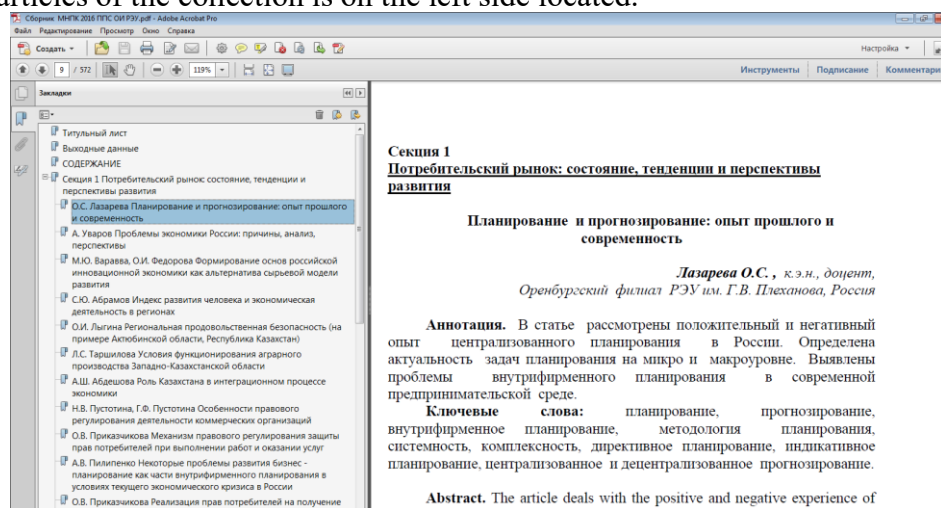 articles of the collection is on the left side located.
Сборник МНПК 2016 ППС ОИ РЭУ.pdf - Adobe Acrobat Pro
Файл Редактирование Просмотр Окно Справка
Создать
Настройка
9 / 572
119%
Инструменты Подписание Комментари
Закладки
Титульный лист
Выходные данные
СОДЕРЖАНИЕ
Секция 1 Потребительский рынок: состояние, тенденции и
перспективы развития
О.С. Лазарева Планирование и прогнозирование: опыт прошлого
и современность
А. Уваров Проблемы экономики России: причины, анализ,
перспективы
М.Ю. Варавва, О.И. Федорова Формирование основ российской
инновационной экономики как альтернатива сырьевой модели
развития
С.Ю. Абрамов Индекс развития человека и экономическая
деятельность в регионах
О.И. Лыгина Региональная продовольственная безопасность (на
примере Актюбинской области, Республика Казахстан)
Л.С. Таршилова Условия функционирования аграрного
производства Западно-Казахстанской области
А.Ш. Абдешова Роль Казахстана в интеграционном процессе
экономики
Н.В. Пустотина, Г.Ф. Пустотина Особенности правового
регулирования деятельности коммерческих организаций
О.В. Приказчикова Механизм правового регулирования защиты
прав потребителей при выполнении работ и оказании услуг
А.В. Пилипенко Некоторые проблемы развития бизнес -
планирование как части внутрифирменного планирования в
условиях текущего экономического кризиса в России
О.В. Приказчикова Реализация прав потребителей на получение
Секция 1
Потребительский рынок: состояние, тенденции и перспективы
развития
Планирование и прогнозирование: опыт прошлого и
современность
Лазарева О.С. , к.э.н., доцент,
Оренбургский филиал РЭУ им. Г.В. Плеханова, Россия
Аннотация. В статье рассмотрены положительный и негативный
опыт централизованного планирования в России. Определена
актуальность задач планирования на микро и макроуровне. Выявлены
проблемы внутрифирменного планирования в современной
предпринимательской среде.
Ключевые слова: планирование, прогнозирование,
внутрифирменное планирование, методология планирования,
системность, комплексность, директивное планирование, индикативное
планирование, централизованное и децентрализованное прогнозирование.
Abstract. The article deals with the positive and negative experience of